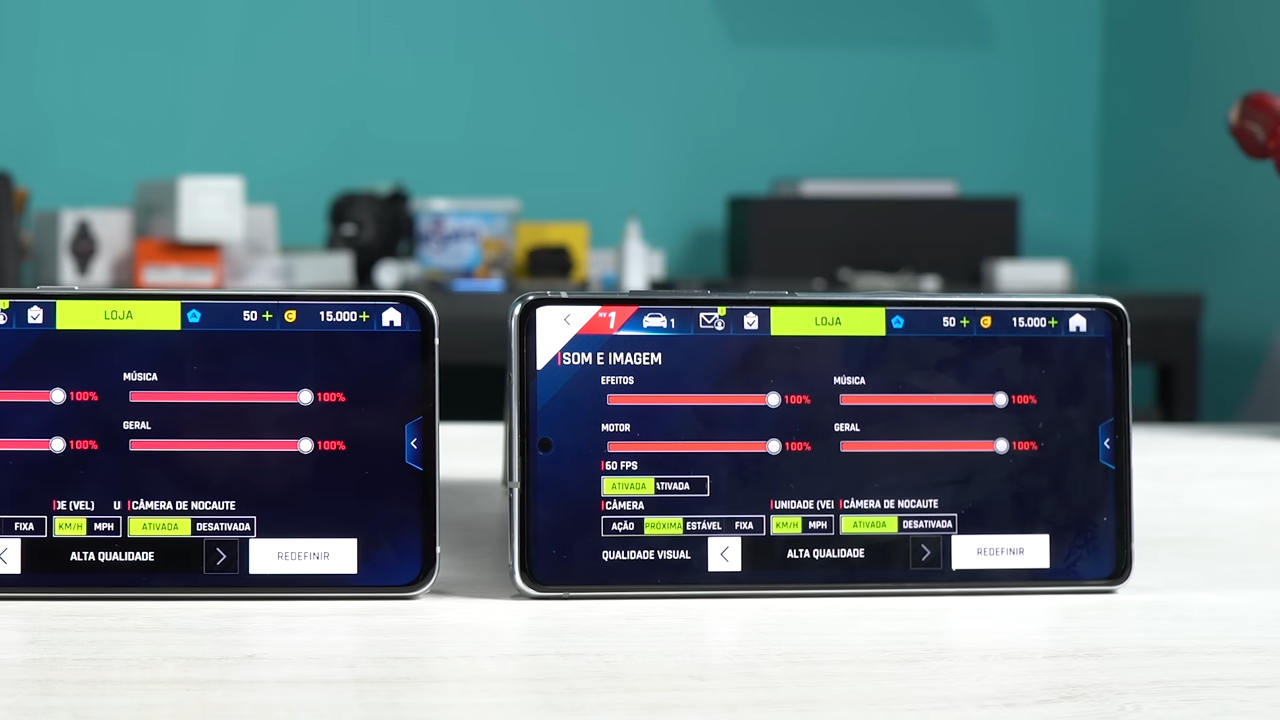 LOJA 50 + 15.000+
MÚSICA
100% 100%
GERAL
100% 100%
DE (VEL) U CÂMERA DE NOCAUTE
FIXA KM/H MPH ATIVADA DESATIVADA
ALTA QUALIDADE REDEFINIR
NV 1 1 LOJA 50 + 15.000+
SOM E IMAGEM
EFEITOS MÚSICA
100% 100%
MOTOR GERAL
100% 100%
60 FPS
ATIVADA ATIVADA
CÂMERA UNIDADE (VEL CÂMERA DE NOCAUTE
AÇÃO PRÓXIMA ESTÁVEL FIXA KM/H MPH ATIVADA DESATIVADA
QUALIDADE VISUAL ALTA QUALIDADE REDEFINIR